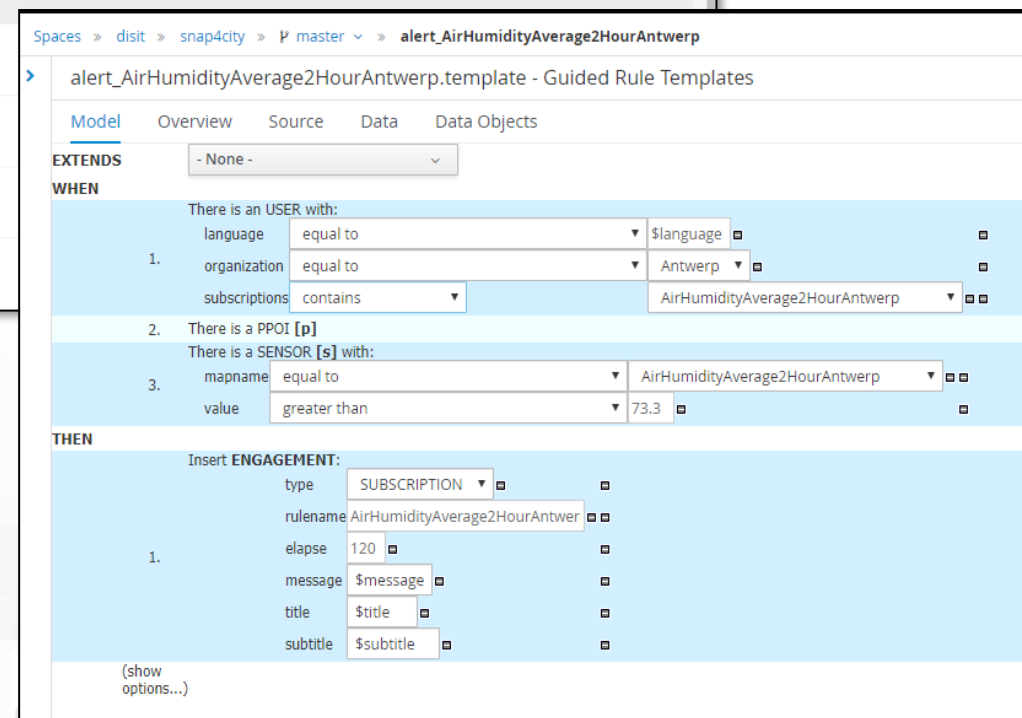 Spaces » disit » snap4city » master » alert_AirHumidityAverage2HourAntwerp
alert_AirHumidityAverage2HourAntwerp.template - Guided Rule Templates
Model Overview Source Data Data Objects
EXTENDS - None -
WHEN
There is an USER with:
language equal to $language
1.
organization equal to Antwerp
subscriptions contains AirHumidityAverage2HourAntwerp
2. There is a PPOI [p]
There is a SENSOR [s] with:
3.
mapname equal to AirHumidityAverage2HourAntwerp
value greater than 73.3
THEN
Insert ENGAGEMENT:
type SUBSCRIPTION
rulename AirHumidityAverage2HourAntwer
elapse 120
1.
message $message
title $title
subtitle $subtitle
(show
options...)